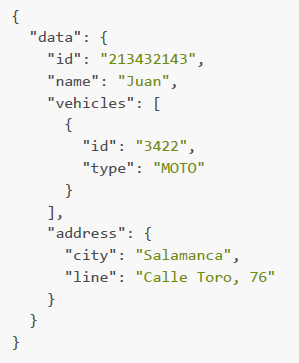 {
  "data": {
    "id": "213432143",
    "name": "Juan",
    "vehicles": [
      {
        "id": "3422",
        "type": "MOTO"
      }
    ],
    "address": {
      "city": "Salamanca",
      "line": "Calle Toro, 76"
    }
  }
}